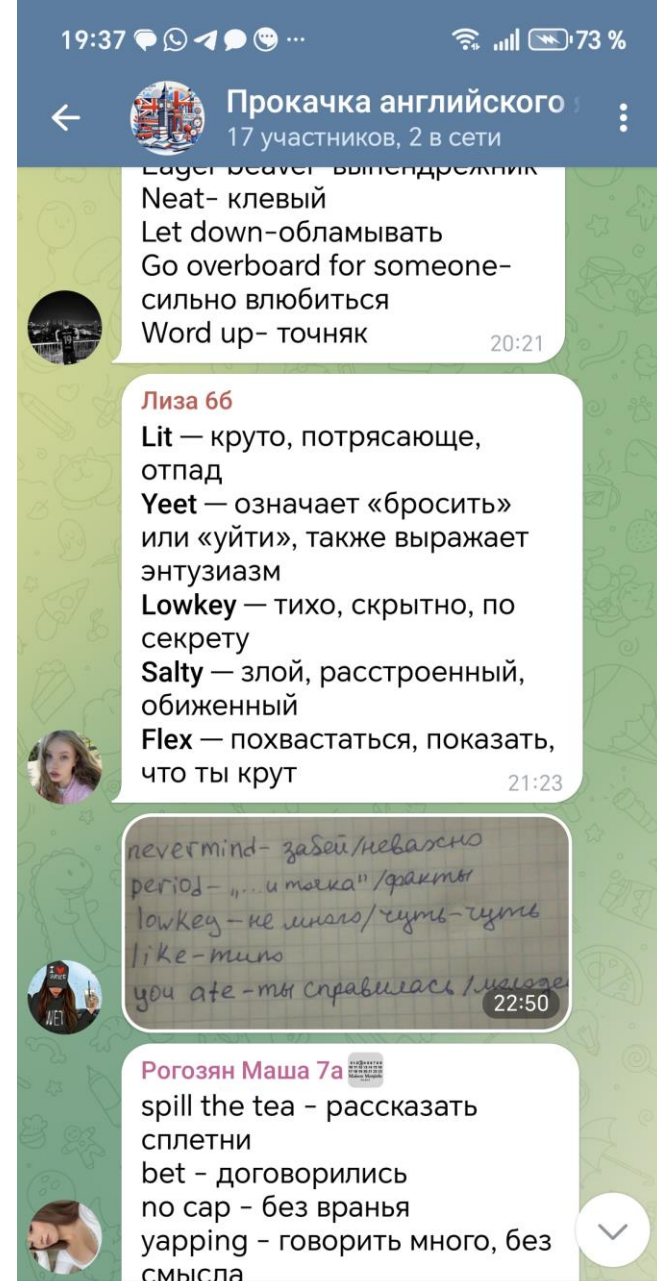 19:37 ... 73 %
Прокачка английского
17 участников, 2 в сети
Eager beaver- выпендрежник
Neat- клевый
Let down-обламывать
Go overboard for someone-
сильно влюбиться
Word up- точняк
20:21
Лиза 6б
Lit — круто, потрясающе,
отпад
Yeet — означает «бросить»
или «уйти», также выражает
энтузиазм
Lowkey — тихо, скрытно, по
секрету
Salty — злой, расстроенный,
обиженный
Flex — похвастаться, показать,
что ты крут
21:23
nevermind- забей/неважно
period- „... и точка"/факты
lowkey - не много/чуть-чуть
like-типо
you ate -ты справилась /
22:50
Рогозян Маша 7а
spill the tea - рассказать
сплетни
bet - договорились
no cap - без вранья
yapping - говорить много, без
смысла